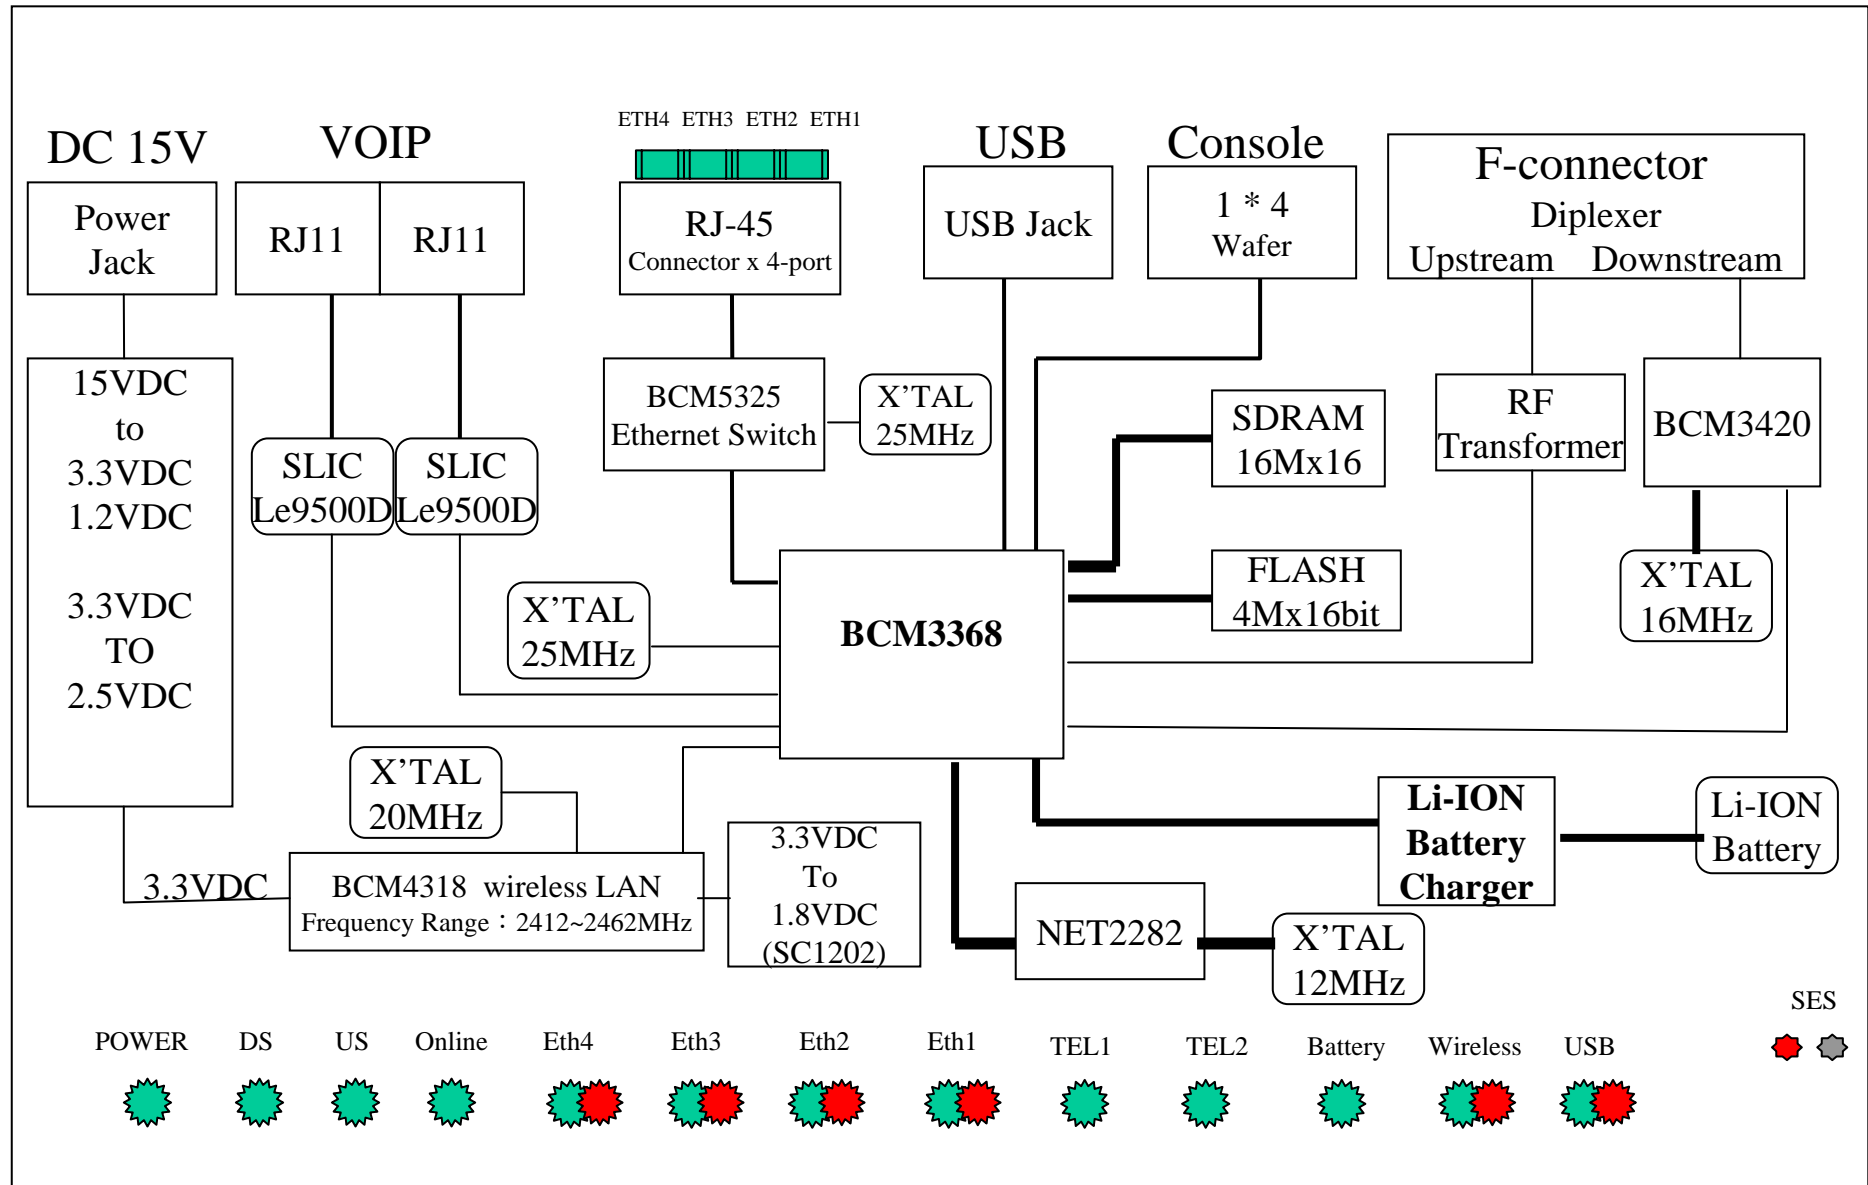 ETH4 ETH3 ETH2 ETH1
DC 15V
VOIP
USB
Console
F-connector
Diplexer
Upstream Downstream
Power
Jack
RJ11
RJ11
RJ-45
Connector x 4-port
USB Jack
1 * 4
Wafer
15VDC
to
3.3VDC
1.2VDC
3.3VDC
TO
2.5VDC
SLIC
Le9500D
SLIC
Le9500D
BCM5325
Ethernet Switch
X’TAL
25MHz
SDRAM
16Mx16
RF
Transformer
BCM3420
X’TAL
25MHz
BCM3368
FLASH
4Mx16bit
X’TAL
16MHz
X’TAL
20MHz
3.3VDC
BCM4318 wireless LAN
Frequency Range：2412~2462MHz
3.3VDC
To
1.8VDC
(SC1202)
Li-ION
Battery
Charger
Li-ION
Battery
NET2282
X’TAL
12MHz
SES
POWER DS US Online Eth4 Eth3 Eth2 Eth1 TEL1 TEL2 Battery Wireless USB